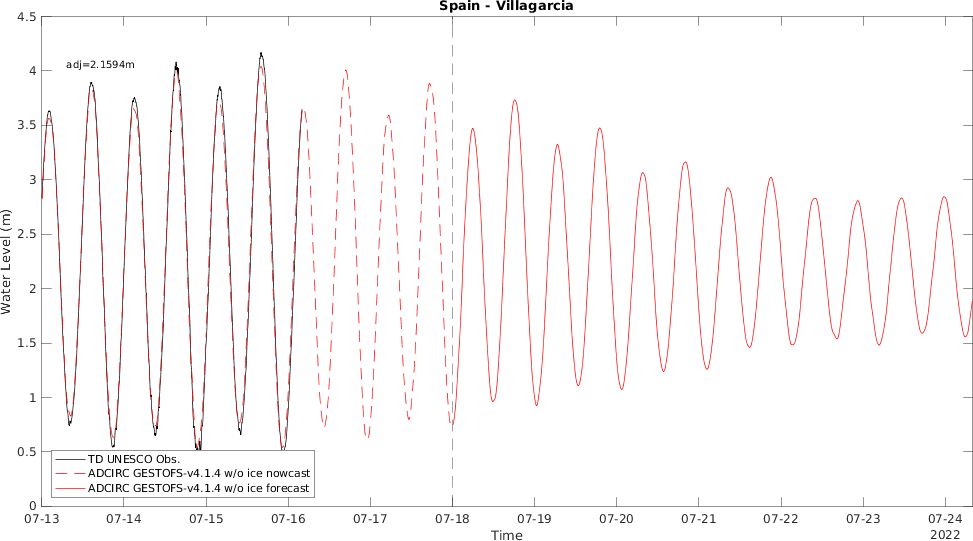 Spain - Villagarcia
adj=2.1594m
4.5
4
3.5
3
2.5
2
1.5
1
0.5
0
Water Level (m)
TD UNESCO Obs.
ADCIRC GESTOFS-v4.1.4 w/o ice nowcast
ADCIRC GESTOFS-v4.1.4 w/o ice forecast
07-13 07-14 07-15 07-16 07-17 07-18 07-19 07-20 07-21 07-22 07-23 07-24
Time 2022